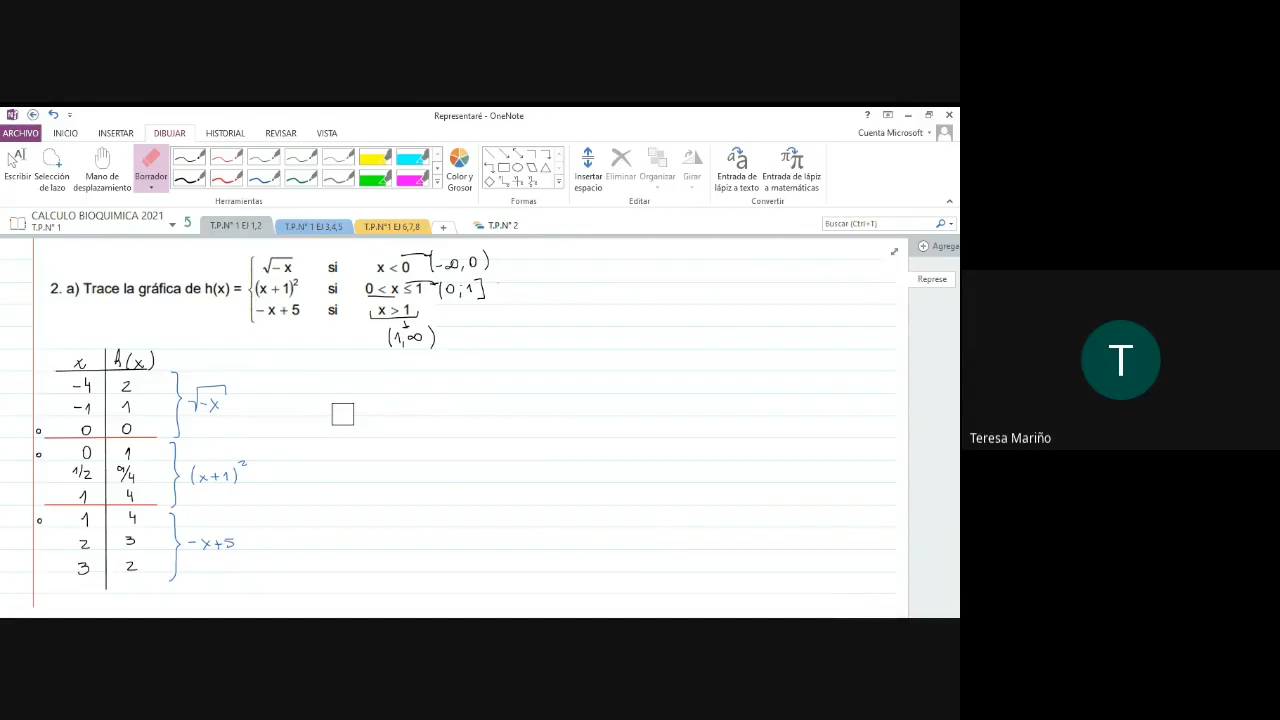 Representaré - OneNote
?
ARCHIVO INICIO INSERTAR DIBUJAR HISTORIAL REVISAR VISTA
Cuenta Microsoft
Escribir
Selección de lazo
Mano de desplazamiento
Borrador
Color y Grosor
Insertar espacio
Eliminar
Organizar
Girar
Entrada de lápiz a texto
Entrada de lápiz a matemáticas
Herramientas Formas Editar Convertir
CALCULO BIOQUIMICA 2021
T.P.N° 1
T.P.N° 1 EJ 1,2
T.P.N° 1 EJ 3,4,5
T.P.N°1 EJ 6,7,8
+
T.P.N° 2
Buscar (Ctrl+T)
Agrega
Represe
√-x si x < 0 (-∞, 0)
2. a) Trace la gráfica de h(x) = (x + 1)² si 0 < x ≤ 1 (0; 1]
- x + 5 si x > 1
(1, ∞)
x h(x)
-4 2
-1 1 √-x
0 0
0 1
1/2 9/4 (x+1)²
1 4
1 4
2 3 -x+5
3 2
T
Teresa Mariño